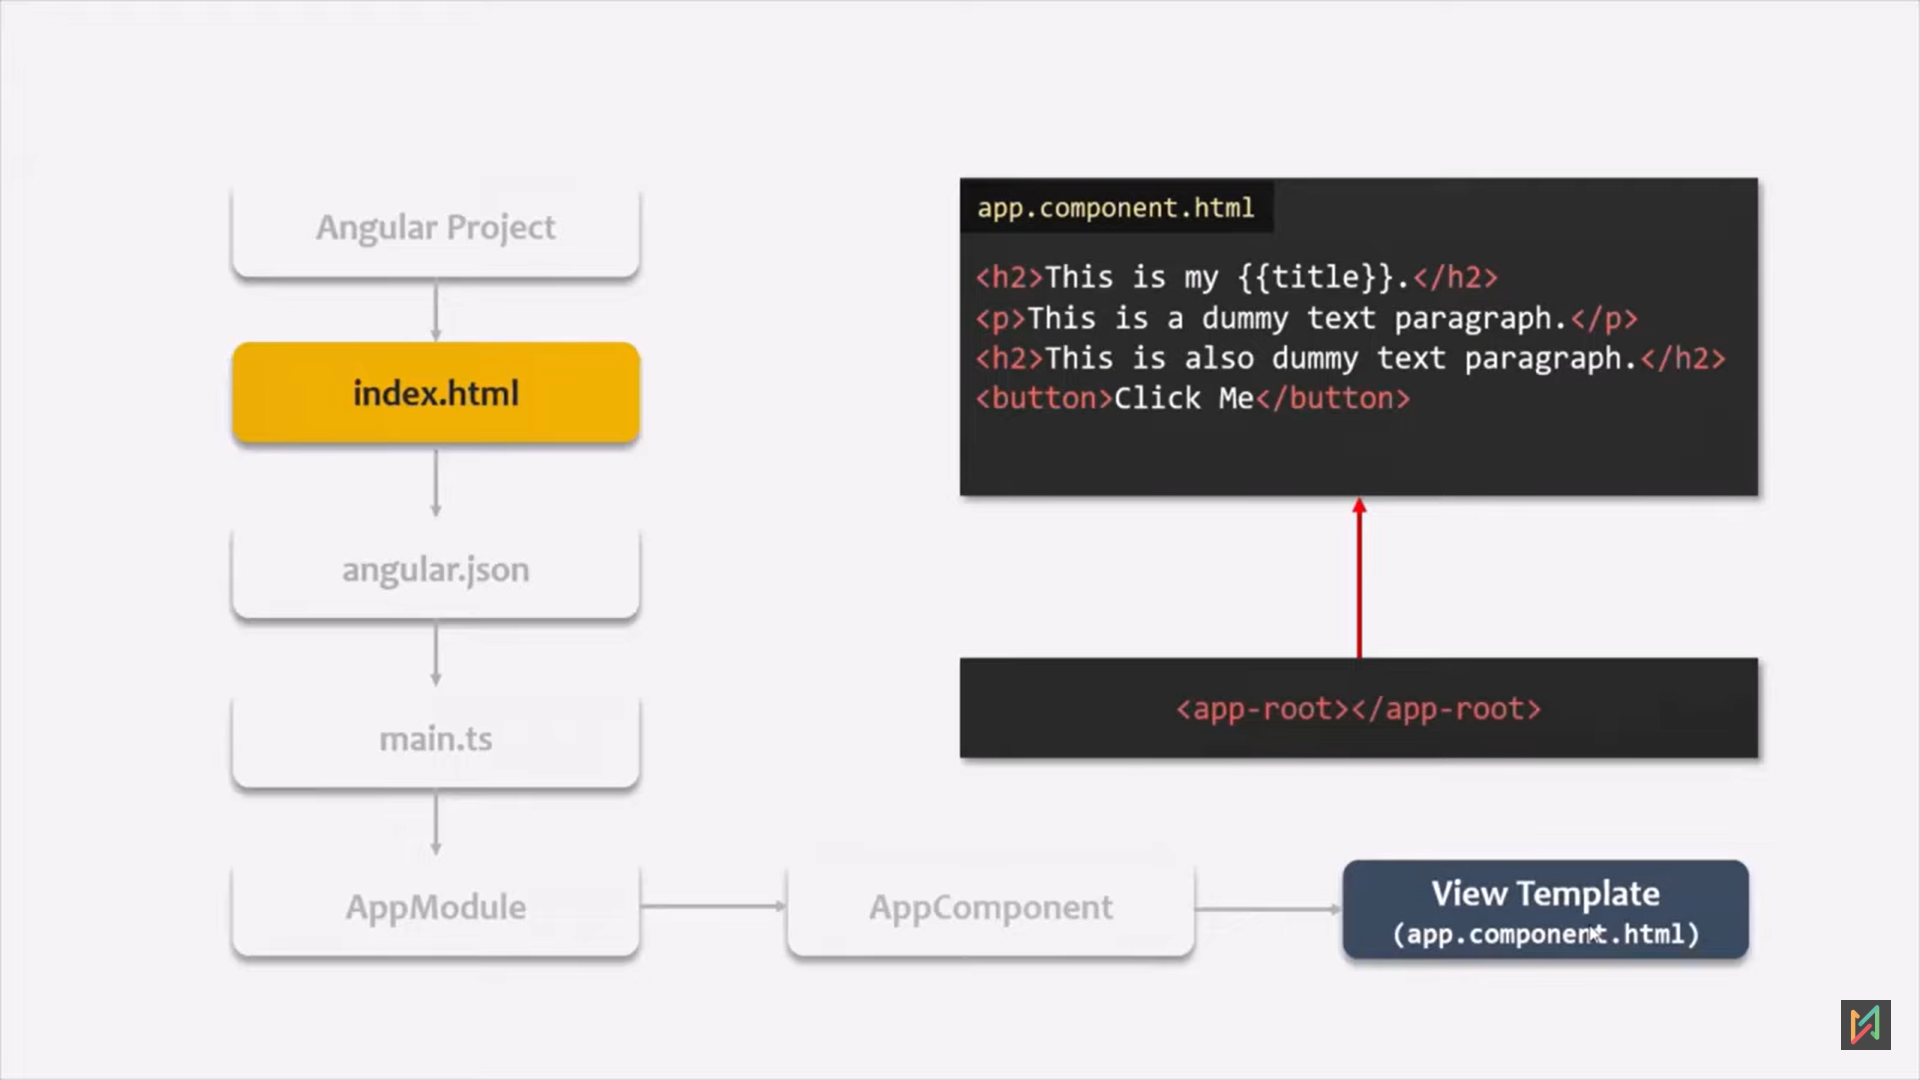 Angular Project
index.html
angular.json
main.ts
AppModule
AppComponent
View Template
(app.component.html)
app.component.html
<h2>This is my {{title}}.</h2>
<p>This is a dummy text paragraph.</p>
<h2>This is also dummy text paragraph.</h2>
<button>Click Me</button>
<app-root></app-root>